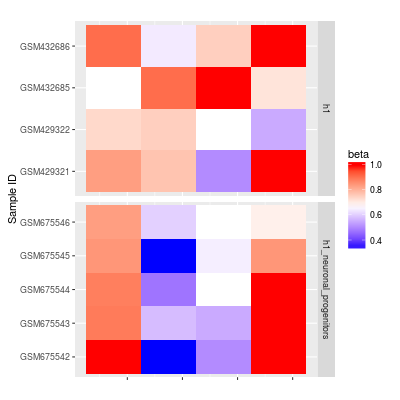 GSM432686
GSM432685
GSM429322
GSM429321
h1
GSM675546
GSM675545
GSM675544
GSM675543
GSM675542
h1_neuronal_progenitors
Sample ID
beta
1.0
0.8
0.6
0.4